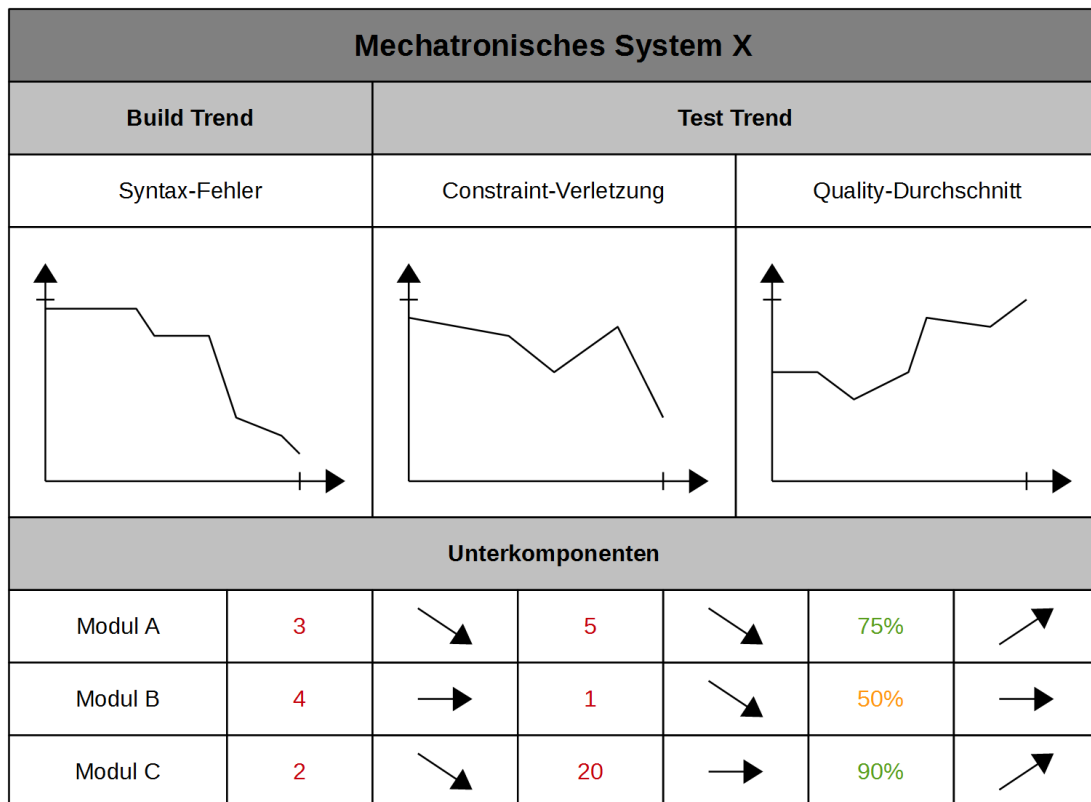 Mechatronisches System X
Build Trend Test Trend
Syntax-Fehler Constraint-Verletzung Quality-Durchschnitt
Unterkomponenten
Modul A 3 5 75%
Modul B 4 1 50%
Modul C 2 20 90%